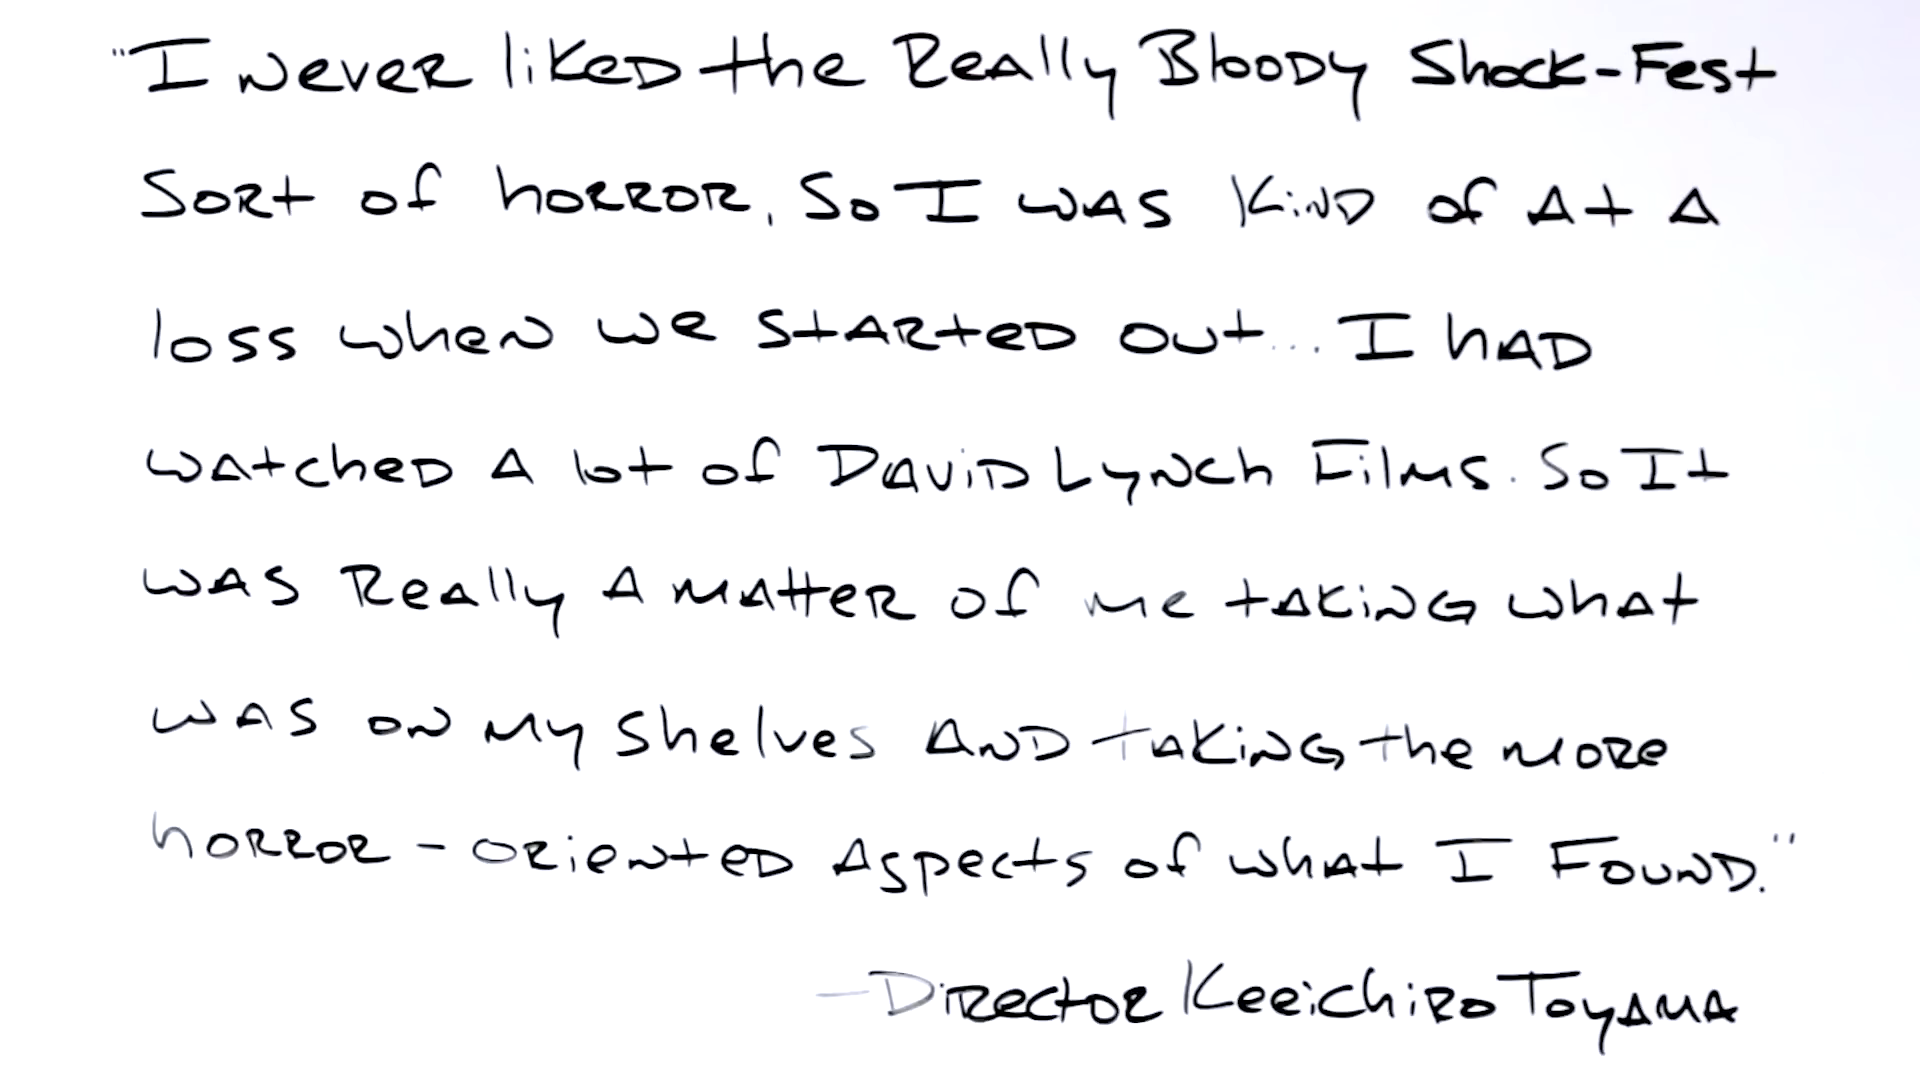 "I never liked the Really Bloody Shock-Fest
Sort of horror. So I was Kind of At A
loss when we started out... I had
watched A lot of David Lynch Films. So It
was Really A matter of me taking what
was on my shelves And taking the more
horror-oriented Aspects of what I Found."
-Director Keeichiro Toyama